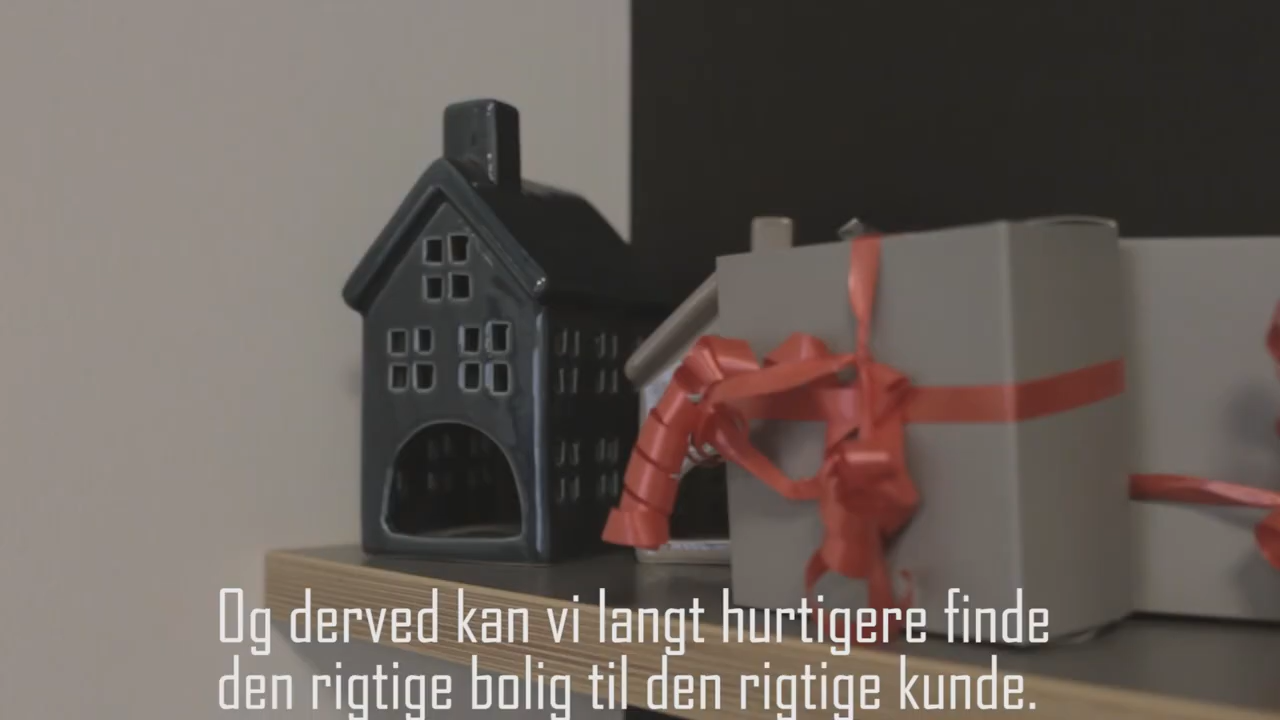 Og derved kan vi langt hurtigere finde
den rigtige bolig til den rigtige kunde.